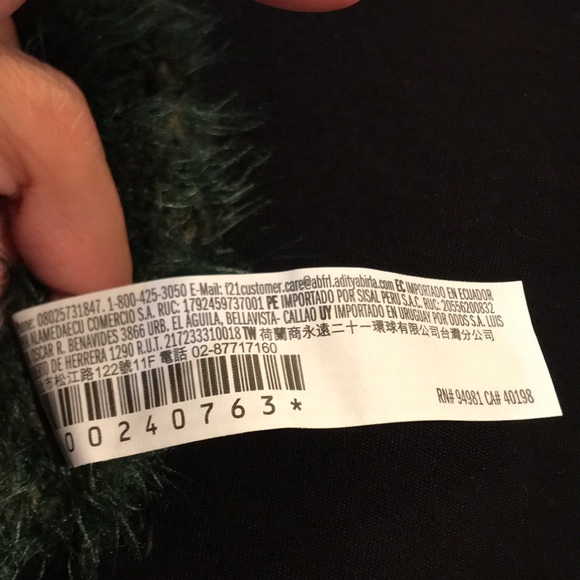 08025731847. 1-800-425-3050 E-Mail: f21customer.care@abfrl.adityabirla.com EC IMPORTADO EN ECUADOR
ALAMEDAECU COMERCIO S.A. RUC: 1792459737001 PE IMPORTADO POR SISAL PERU S.A.C. RUC: 20556200832
OSCAR R. BENAVIDES 3866 URB. EL AGUILA, BELLAVISTA- CALLAO UY IMPORTADO EN URUGUAY POR ODDS S.A. LUIS
DE HERRERA 1290 R.U.T. 217233310018 TW 荷蘭商永遠二十一環球有限公司台灣分公司
市松江路122號11F 電話 02-87717160
00240763*
RN# 94981 CA# 40198